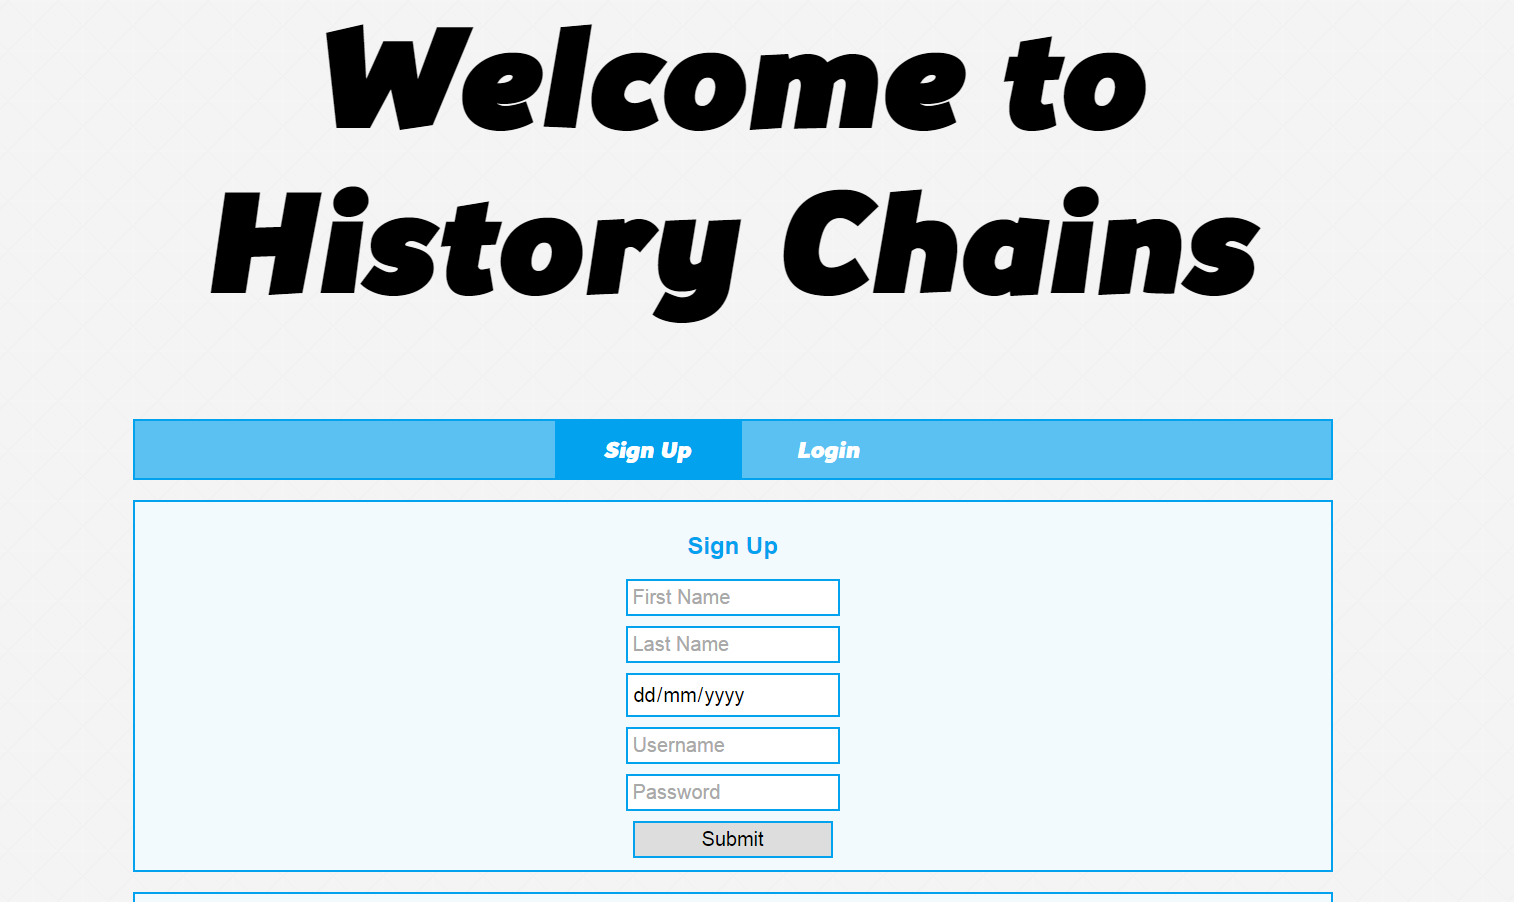 Welcome to
History Chains
Sign Up
Login
Sign Up
First Name
Last Name
dd/mm/yyyy
Username
Password
Submit